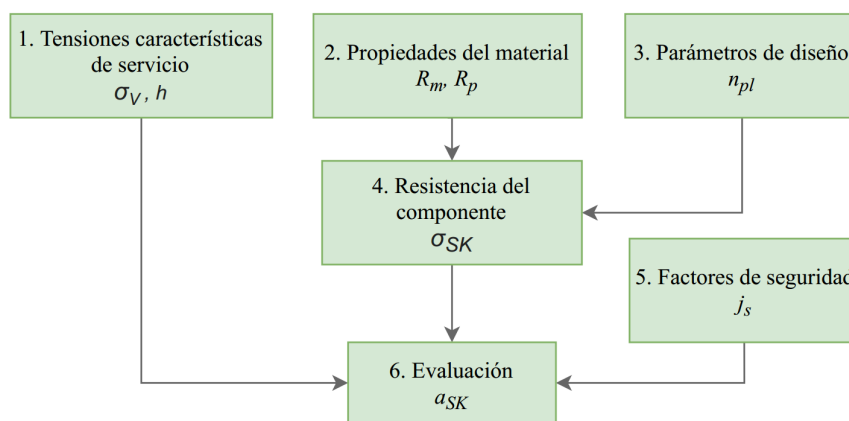 1. Tensiones características
de servicio
σV , h
2. Propiedades del material
Rm, Rp
3. Parámetros de diseño
npl
4. Resistencia del
componente
σSK
5. Factores de seguridad
js
6. Evaluación
aSK